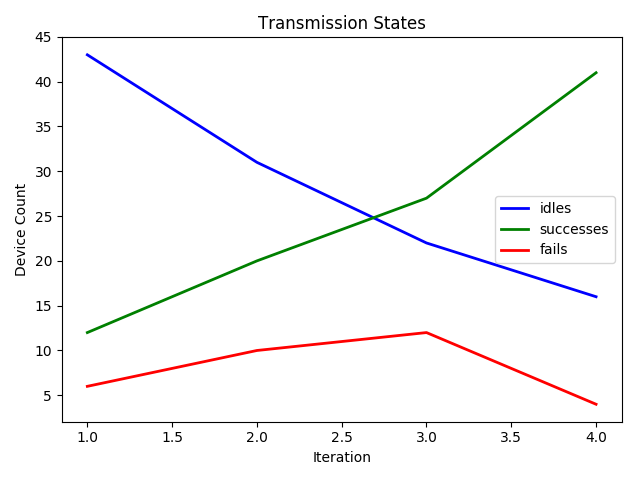 Transmission States
Device Count
45
40
35
30
25
20
15
10
5
idles
successes
fails
1.0 1.5 2.0 2.5 3.0 3.5 4.0
Iteration